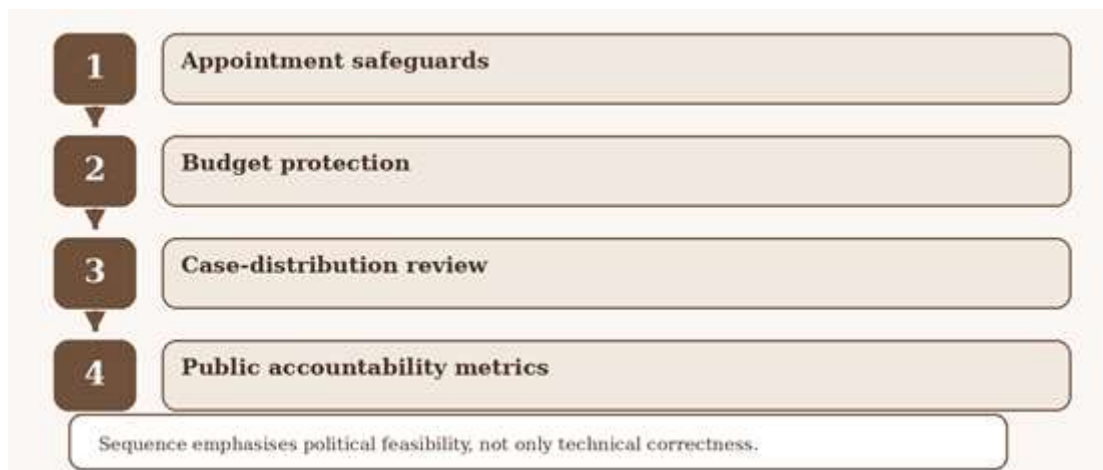 1
Appointment safeguards
2
Budget protection
3
Case-distribution review
4
Public accountability metrics
Sequence emphasises political feasibility, not only technical correctness.